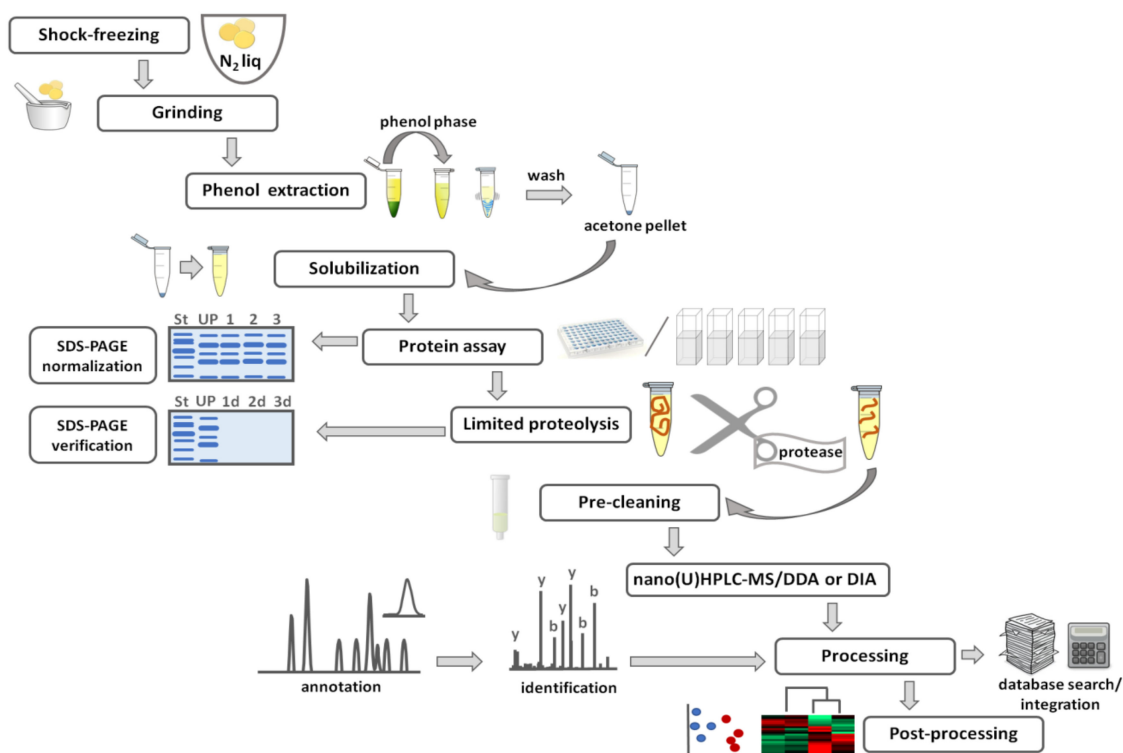 Shock-freezing
N2 liq
Grinding
phenol phase
Phenol extraction
wash
acetone pellet
Solubilization
St UP 1 2 3
SDS-PAGE
normalization
Protein assay
St UP 1d 2d 3d
SDS-PAGE
verification
Limited proteolysis
protease
Pre-cleaning
nano(U)HPLC-MS/DDA or DIA
y
y
y
y
b
b
b
annotation
identification
Processing
database search/
integration
Post-processing